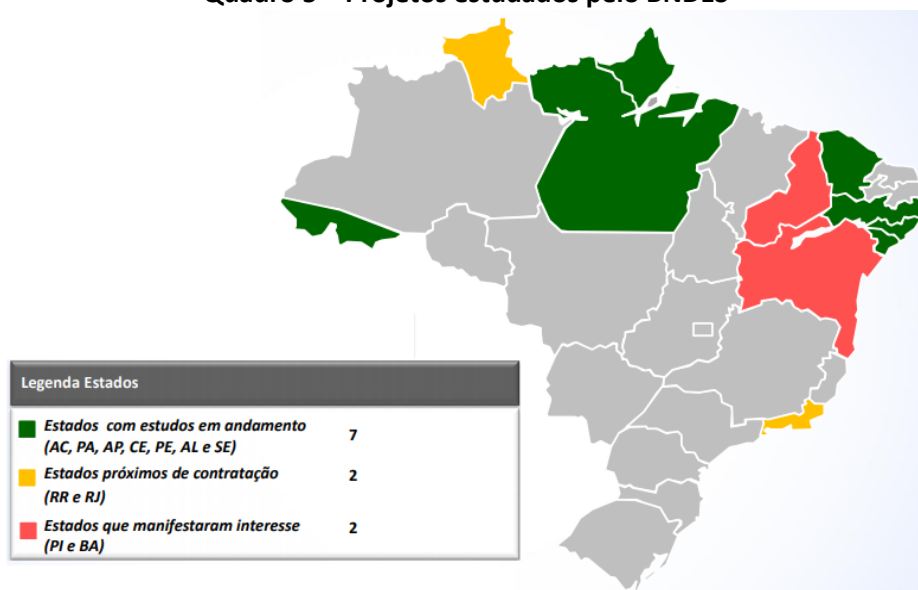 Legenda Estados
Estados com estudos em andamento 7
(AC, PA, AP, CE, PE, AL e SE)
Estados próximos de contratação 2
(RR e RJ)
Estados que manifestaram interesse 2
(PI e BA)